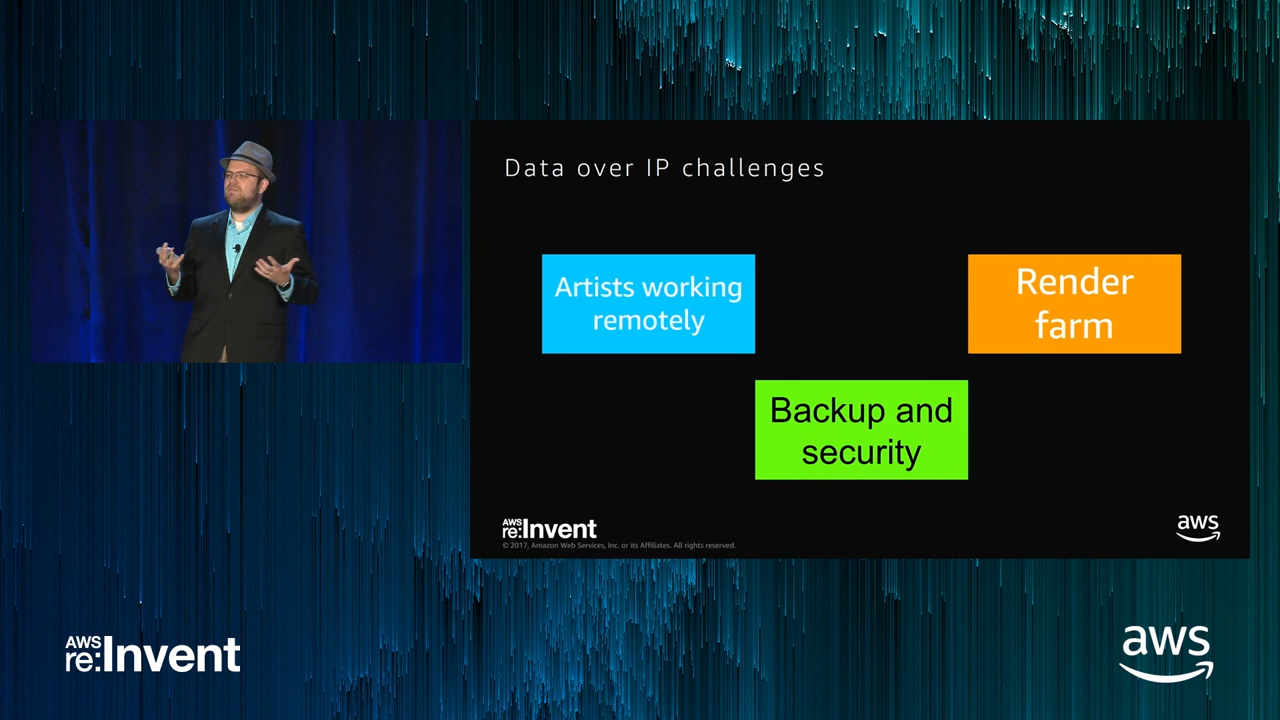 Data over IP challenges
Artists working
remotely
Render
farm
Backup and
security
AWS
re:Invent
© 2017, Amazon Web Services, Inc. or its Affiliates. All rights reserved.
aws
AWS
re:Invent
aws